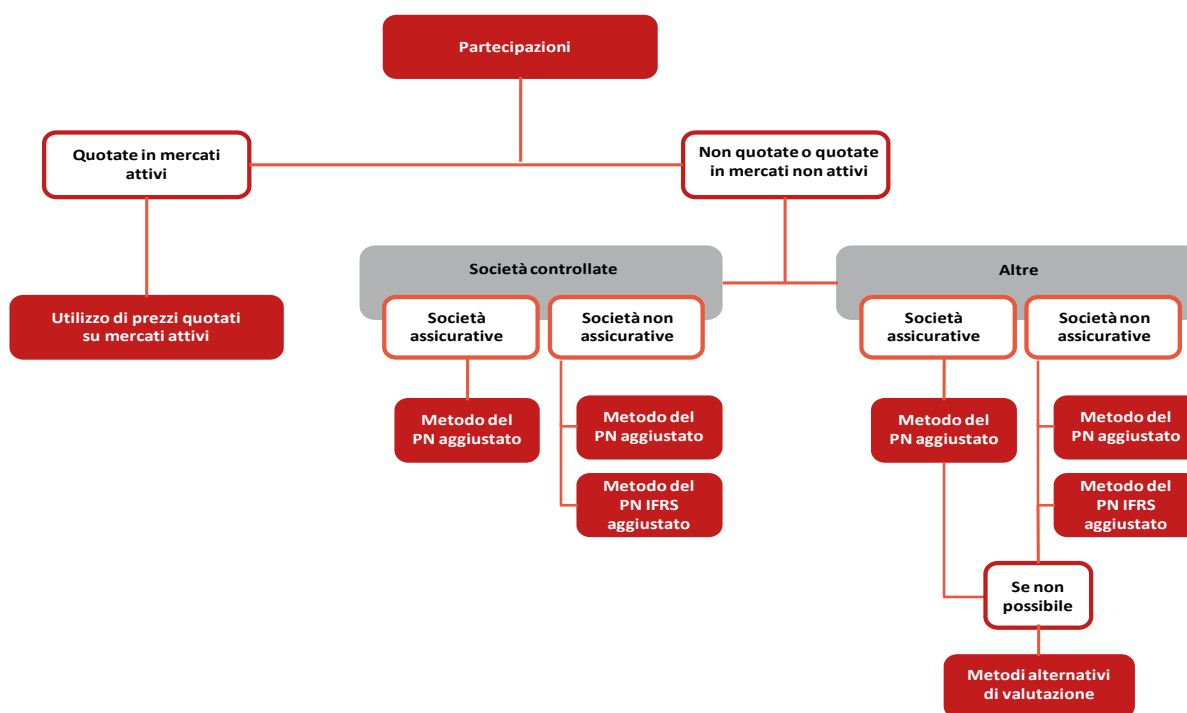 Partecipazioni
Quotate in mercati
attivi
Non quotate o quotate
in mercati non attivi
Utilizzo di prezzi quotati
su mercati attivi
Società controllate
Altre
Società
assicurative
Società non
assicurative
Società
assicurative
Società non
assicurative
Metodo del
PN aggiustato
Metodo del
PN aggiustato
Metodo del
PN IFRS
aggiustato
Metodo del
PN aggiustato
Metodo del
PN aggiustato
Metodo del
PN IFRS
aggiustato
Se non
possibile
Metodi alternativi
di valutazione